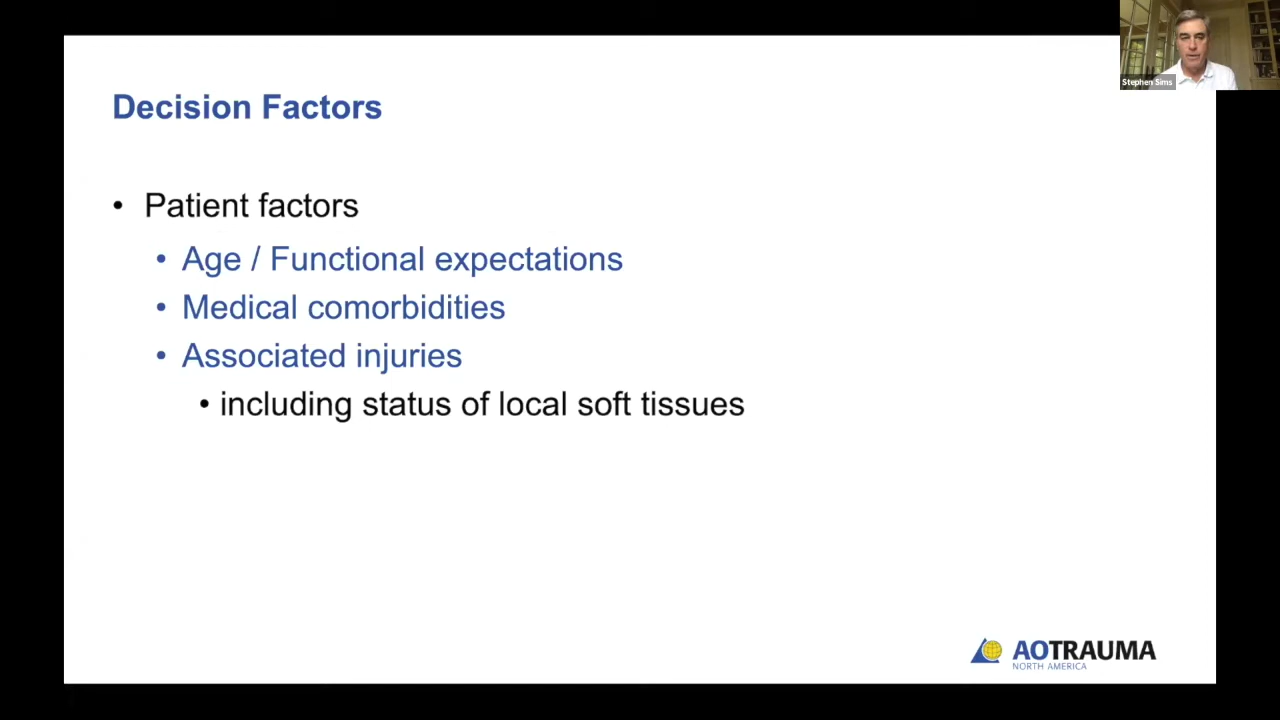 Stephen Sims
Decision Factors
• Patient factors
• Age / Functional expectations
• Medical comorbidities
• Associated injuries
• including status of local soft tissues
AOTRAUMA
NORTH AMERICA